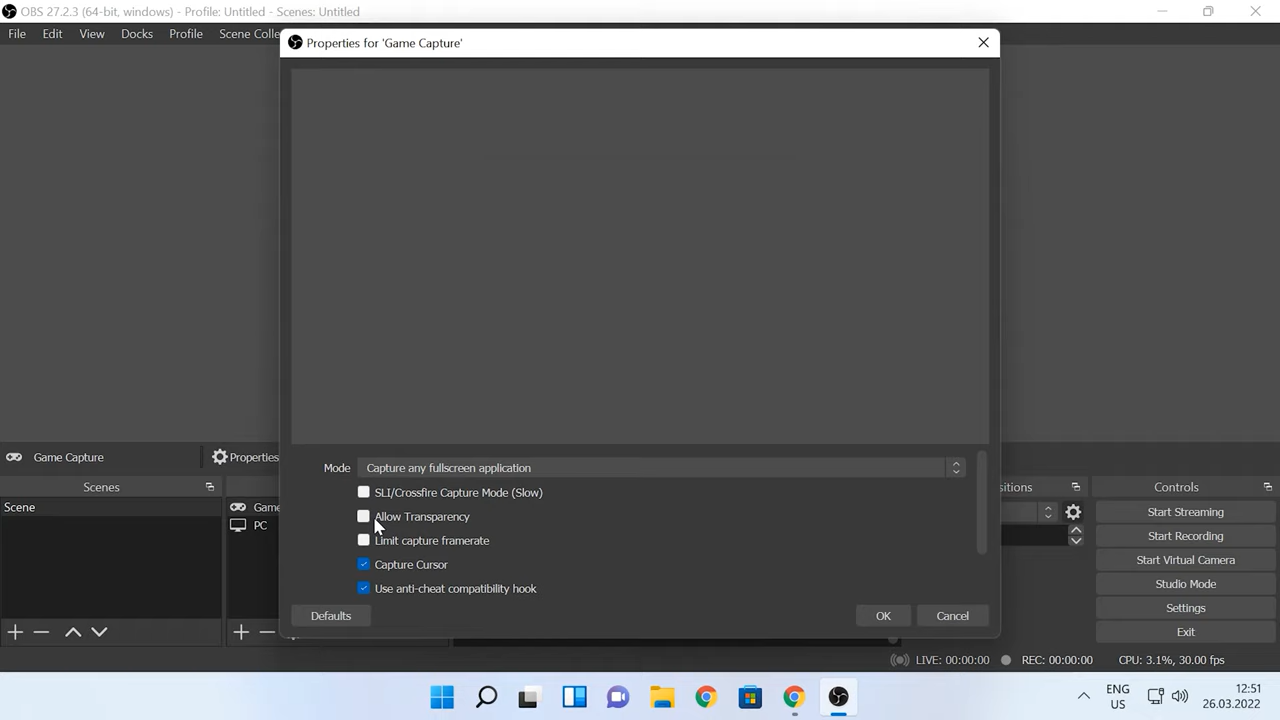 OBS 27.2.3 (64-bit, windows) - Profile: Untitled - Scenes: Untitled
File Edit View Docks Profile Scene Colle
Properties for 'Game Capture'
Game Capture
Properties
Mode Capture any fullscreen application
SLI/Crossfire Capture Mode (Slow)
Allow Transparency
Limit capture framerate
Capture Cursor
Use anti-cheat compatibility hook
Defaults OK Cancel
Scenes
Scene
Game
PC
sitions
Controls
Start Streaming
Start Recording
Start Virtual Camera
Studio Mode
Settings
Exit
LIVE: 00:00:00 REC: 00:00:00 CPU: 3.1%, 30.00 fps
ENG
US
12:51
26.03.2022